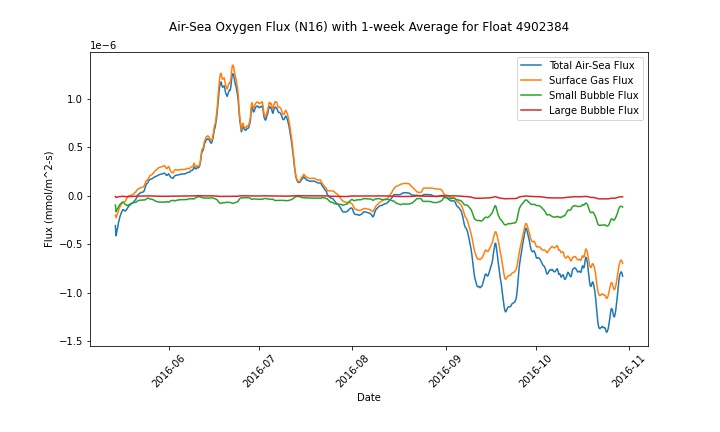 Air-Sea Oxygen Flux (N16) with 1-week Average for Float 4902384
1e−6
Total Air-Sea Flux
Surface Gas Flux
Small Bubble Flux
Large Bubble Flux
1.0
0.5
0.0
−0.5
−1.0
−1.5
Flux (mmol/m^2-s)
2016-06
2016-07
2016-08
2016-09
2016-10
2016-11
Date